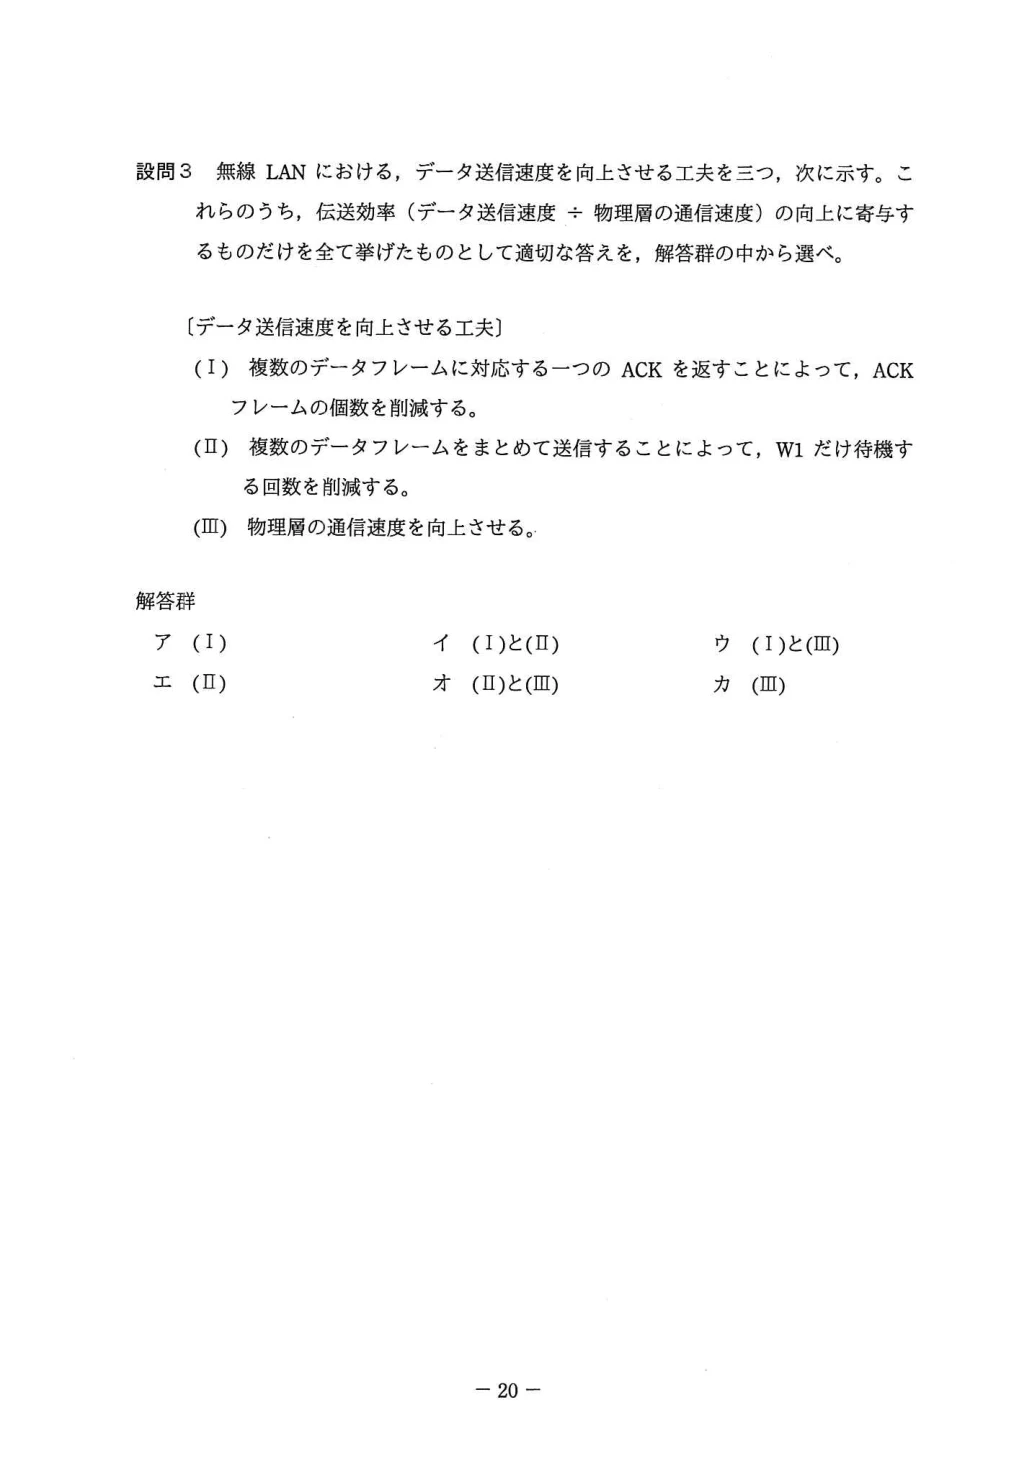 設問3 無線 LAN における，データ送信速度を向上させる工夫を三つ，次に示す。こ
れらのうち，伝送効率（データ送信速度 ÷ 物理層の通信速度）の向上に寄与す
るものだけを全て挙げたものとして適切な答えを，解答群の中から選べ。
〔データ送信速度を向上させる工夫〕
(Ⅰ) 複数のデータフレームに対応する一つの ACK を返すことによって，ACK
フレームの個数を削減する。
(Ⅱ) 複数のデータフレームをまとめて送信することによって，W1 だけ待機す
る回数を削減する。
(Ⅲ) 物理層の通信速度を向上させる。
解答群
ア (Ⅰ) イ (Ⅰ)と(Ⅱ) ウ (Ⅰ)と(Ⅲ)
エ (Ⅱ) オ (Ⅱ)と(Ⅲ) カ (Ⅲ)
－ 20 －